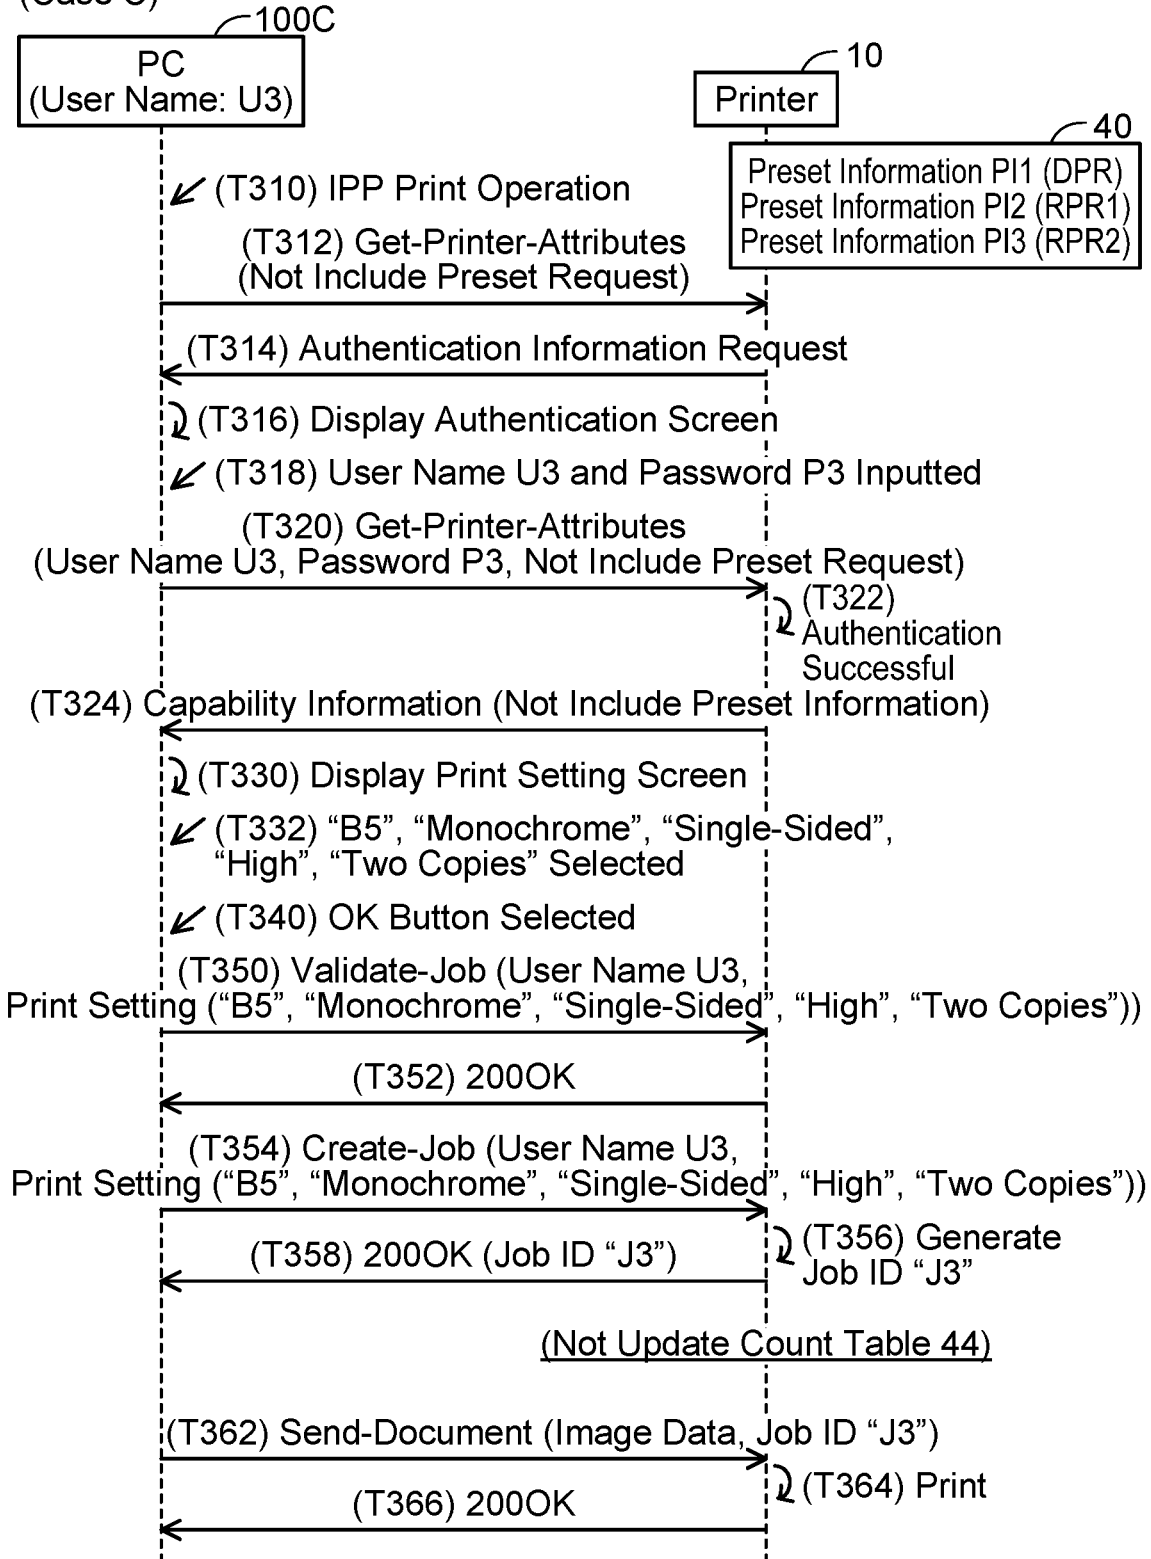 (Case C)
100C
PC
(User Name: U3)
10
Printer
40
Preset Information PI1 (DPR)
Preset Information PI2 (RPR1)
Preset Information PI3 (RPR2)
(T310) IPP Print Operation
(T312) Get-Printer-Attributes
(Not Include Preset Request)
(T314) Authentication Information Request
(T316) Display Authentication Screen
(T318) User Name U3 and Password P3 Inputted
(T320) Get-Printer-Attributes
(User Name U3, Password P3, Not Include Preset Request)
(T322)
Authentication
Successful
(T324) Capability Information (Not Include Preset Information)
(T330) Display Print Setting Screen
(T332) “B5”, “Monochrome”, “Single-Sided”,
“High”, “Two Copies” Selected
(T340) OK Button Selected
(T350) Validate-Job (User Name U3,
Print Setting (“B5”, “Monochrome”, “Single-Sided”, “High”, “Two Copies”))
(T352) 200OK
(T354) Create-Job (User Name U3,
Print Setting (“B5”, “Monochrome”, “Single-Sided”, “High”, “Two Copies”))
(T356) Generate
Job ID “J3”
(T358) 200OK (Job ID “J3”)
(Not Update Count Table 44)
(T362) Send-Document (Image Data, Job ID “J3”)
(T364) Print
(T366) 200OK